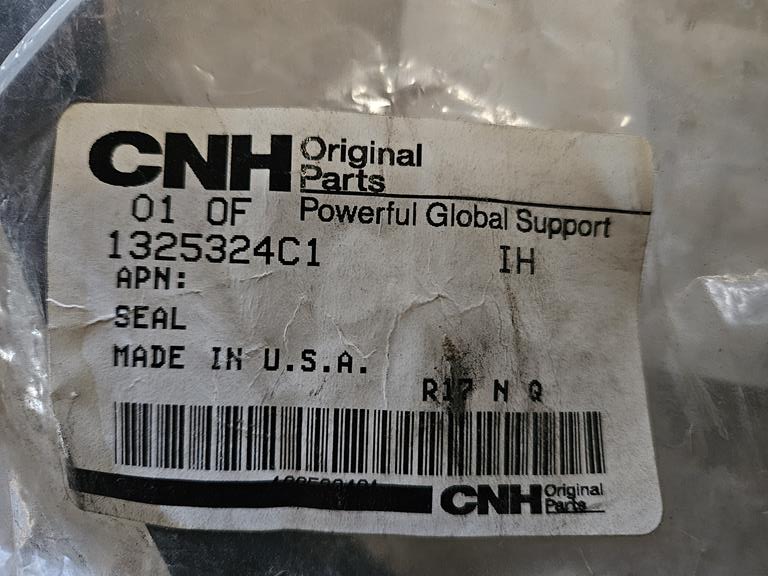 CNH Original Parts
01 OF Powerful Global Support
1325324C1 IH
APN:
SEAL
MADE IN U.S.A.
R17 N Q
CNH Original Parts